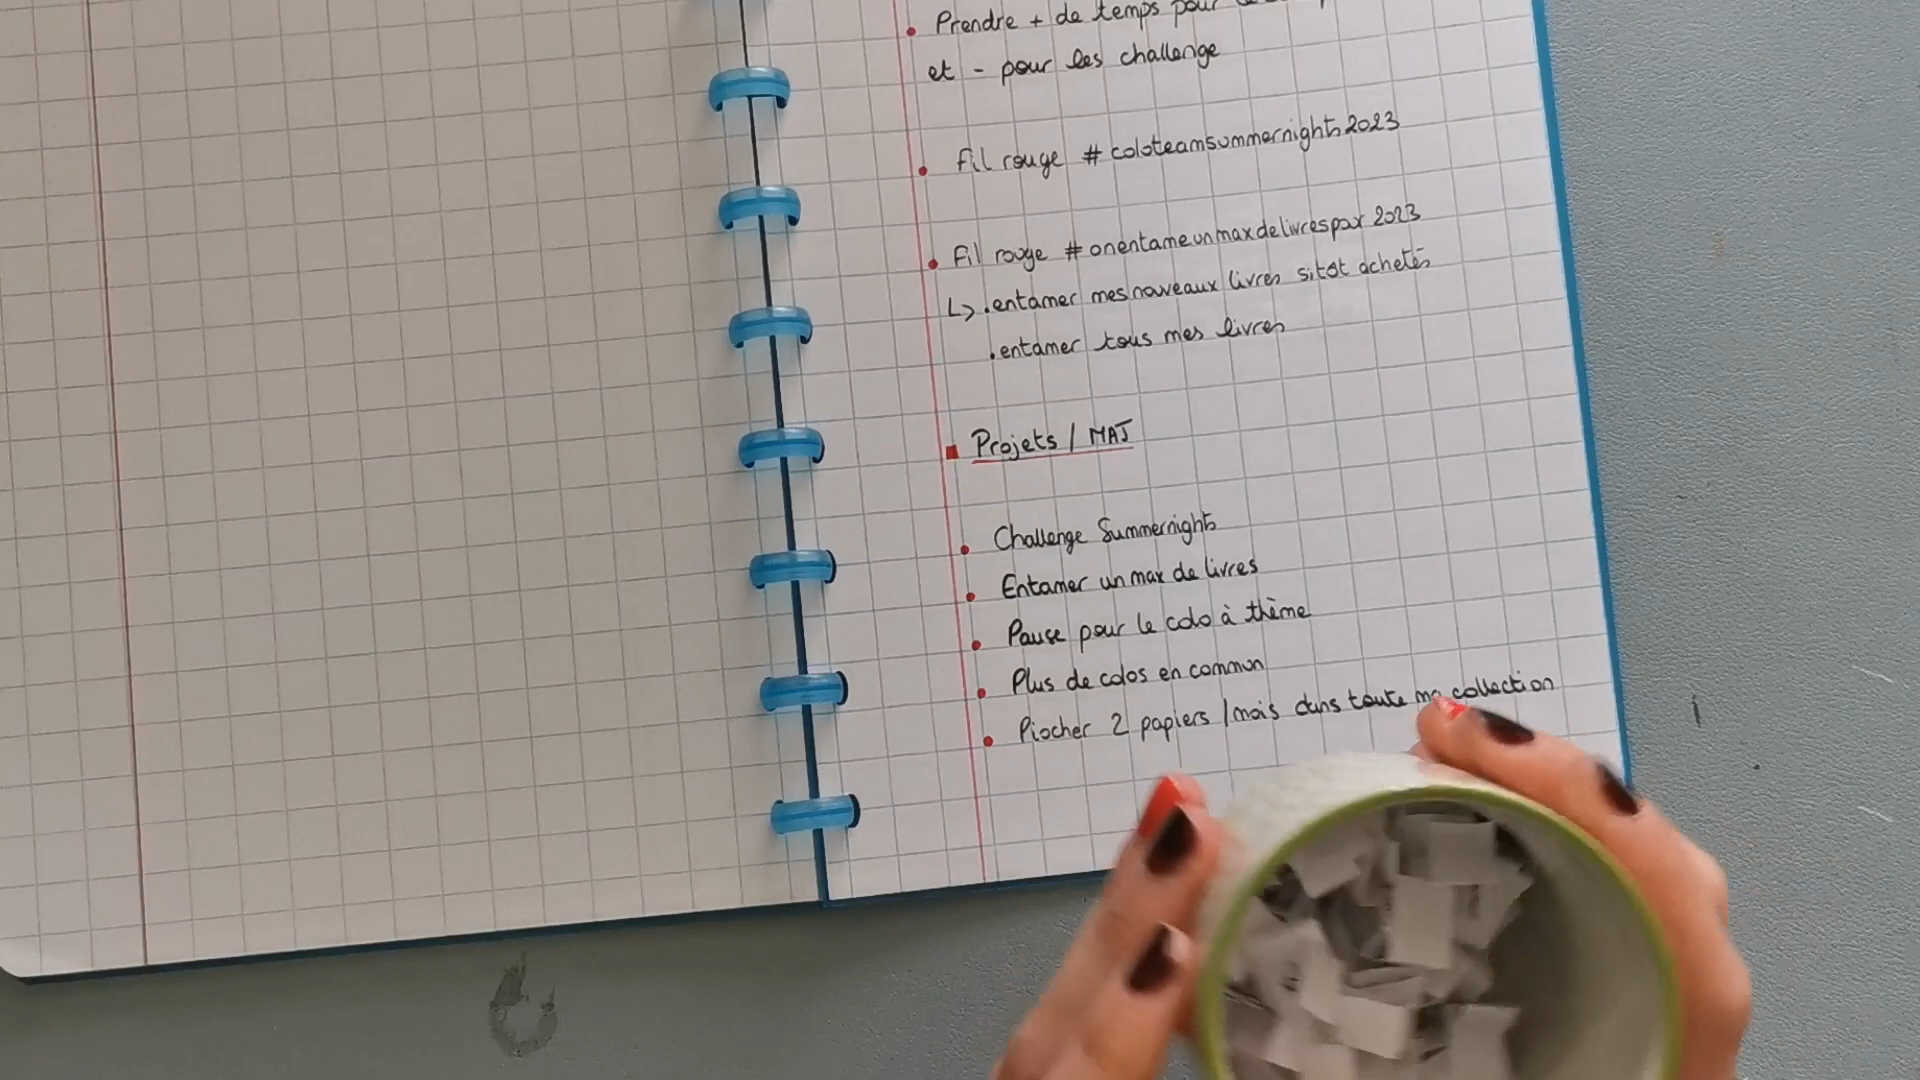 Prendre + de temps pour
et - pour les challenge
Fil rouge #coloteamsummernights2023
Fil rouge #onentameunmaxdelivrespar2023
↳ .entamer mes nouveaux livres sitôt achetés
.entamer tous mes livres
Projets / MAJ
Challenge Summernights
Entamer un max de livres
Pause pour le colo à thème
Plus de colos en commun
Piocher 2 papiers /mois dans toute ma collection